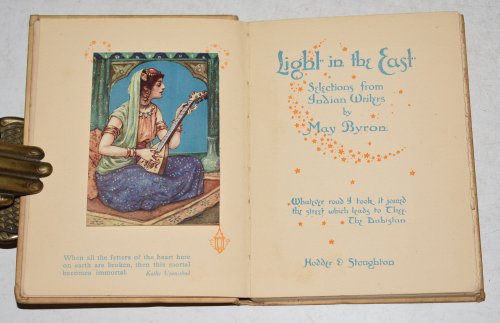 When all the fetters of the heart here
on earth are broken, then this mortal
becomes immortal. Katha Upanishad
Light in the East
Selections from
Indian Writers
by
May Byron
Whatever road I took it joined
the street which leads to Thee
The Dabistan
Hodder & Stoughton